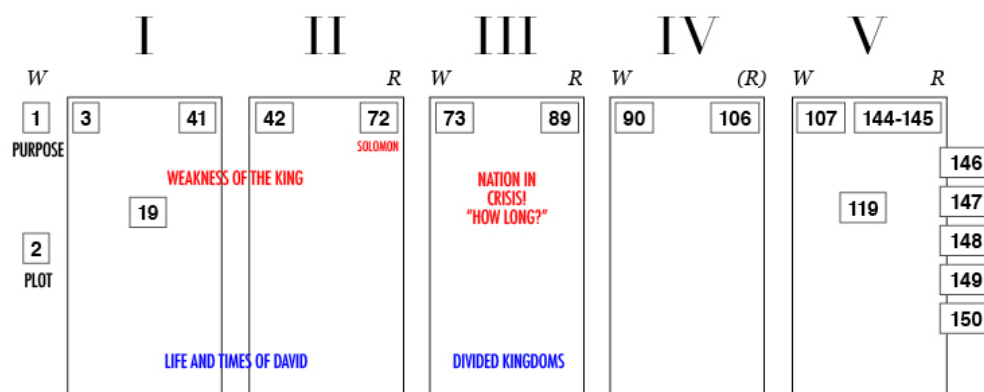 I II III IV V
W R W R W (R) W R
1 3 41 42 72 73 89 90 106 107 144-145
PURPOSE
SOLOMON
146
WEAKNESS OF THE KING
NATION IN
CRISIS!
"HOW LONG?"
19
119
147
2
148
PLOT
149
150
LIFE AND TIMES OF DAVID
DIVIDED KINGDOMS